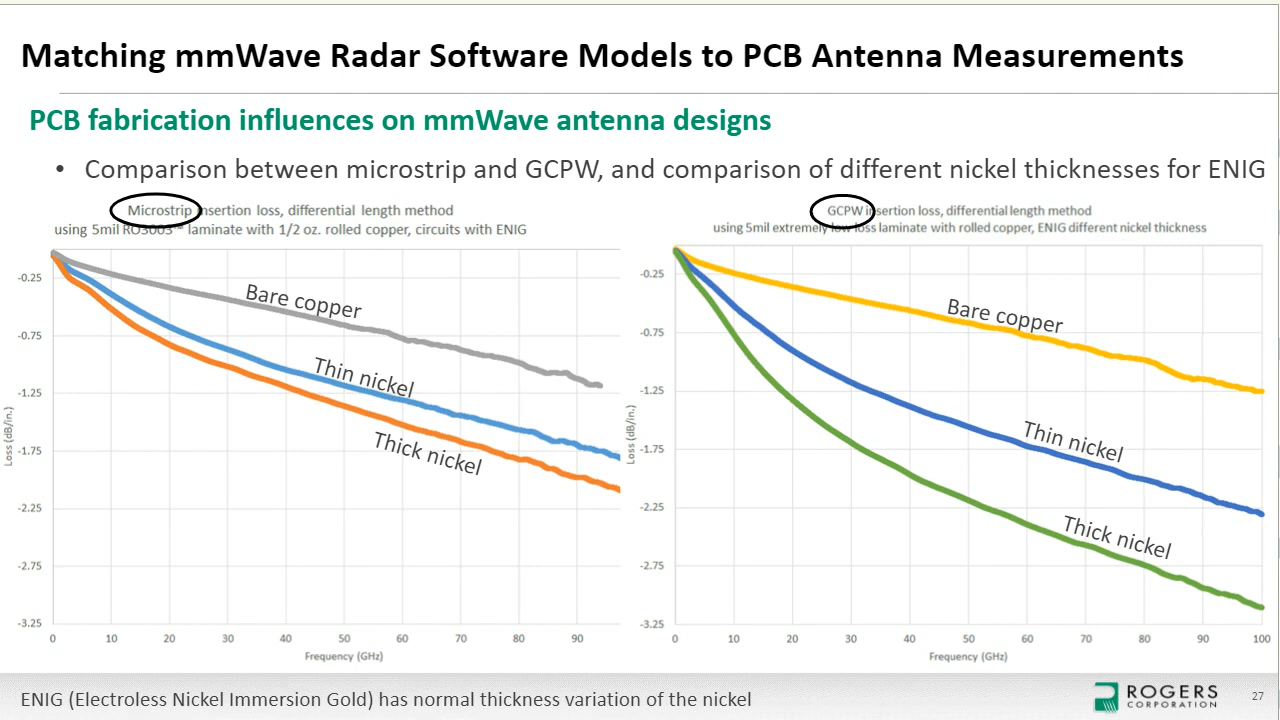 Matching mmWave Radar Software Models to PCB Antenna Measurements
PCB fabrication influences on mmWave antenna designs
• Comparison between microstrip and GCPW, and comparison of different nickel thicknesses for ENIG
Microstrip insertion loss, differential length method
using 5mil RO3003™ laminate with 1/2 oz. rolled copper, circuits with ENIG
-0.25
-0.75
-1.25
-1.75
-2.25
-2.75
-3.25
Loss (dB/in.)
Bare copper
Thin nickel
Thick nickel
0 10 20 30 40 50 60 70 80 90
Frequency (GHz)
GCPW insertion loss, differential length method
using 5mil extremely low loss laminate with rolled copper, ENIG different nickel thickness
-0.25
-0.75
-1.25
-1.75
-2.25
-2.75
-3.25
Loss (dB/in.)
Bare copper
Thin nickel
Thick nickel
0 10 20 30 40 50 60 70 80 90 100
Frequency (GHz)
ENIG (Electroless Nickel Immersion Gold) has normal thickness variation of the nickel
ROGERS
CORPORATION
27